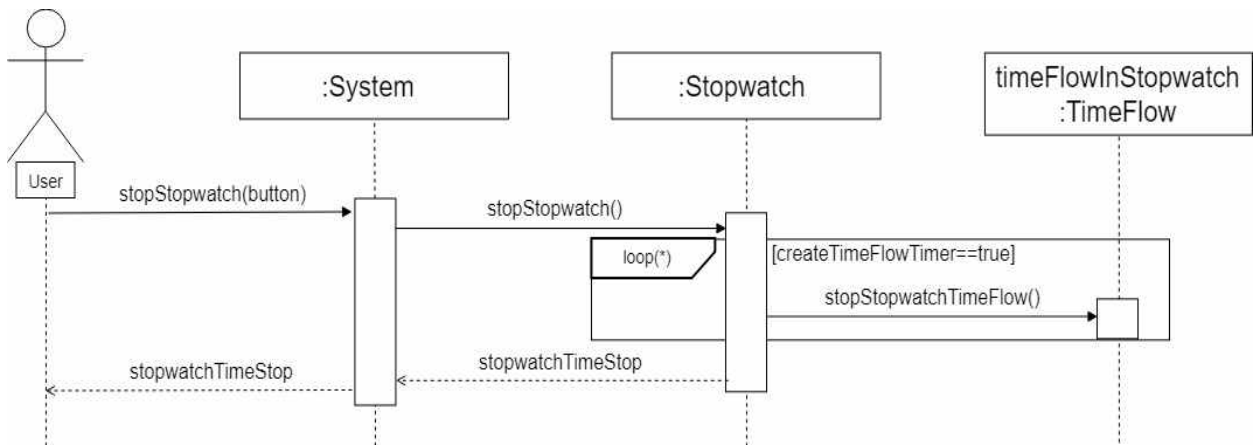 :System
:Stopwatch
timeFlowInStopwatch
:TimeFlow
User
stopStopwatch(button)
stopStopwatch()
loop(*)
[createTimeFlowTimer==true]
stopStopwatchTimeFlow()
stopwatchTimeStop
stopwatchTimeStop